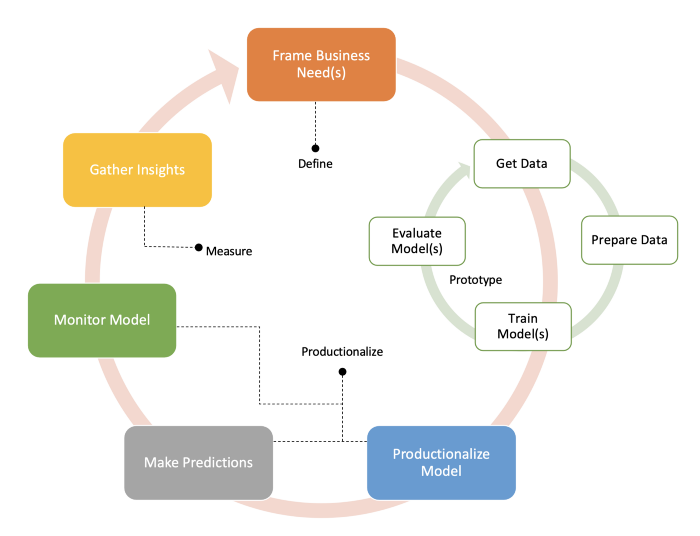 Frame Business
Need(s)
Define
Get Data
Gather Insights
Evaluate
Model(s)
Prepare Data
Measure
Prototype
Monitor Model
Train
Model(s)
Productionalize
Make Predictions
Productionalize
Model